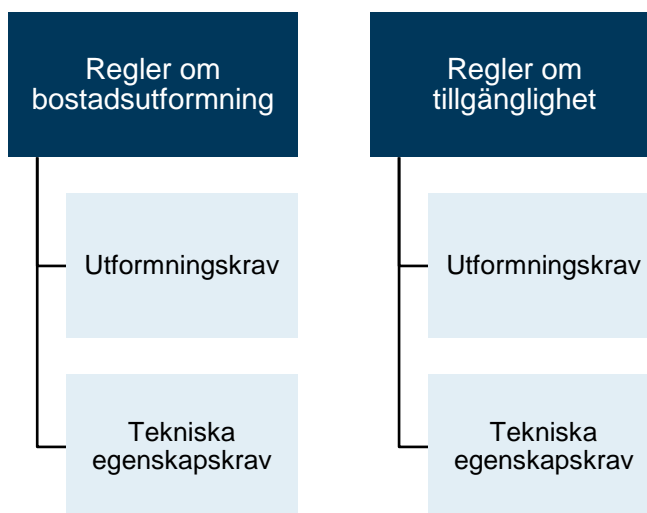 Regler om
bostadsutformning
Utformningskrav
Tekniska
egenskapskrav
Regler om
tillgänglighet
Utformningskrav
Tekniska
egenskapskrav